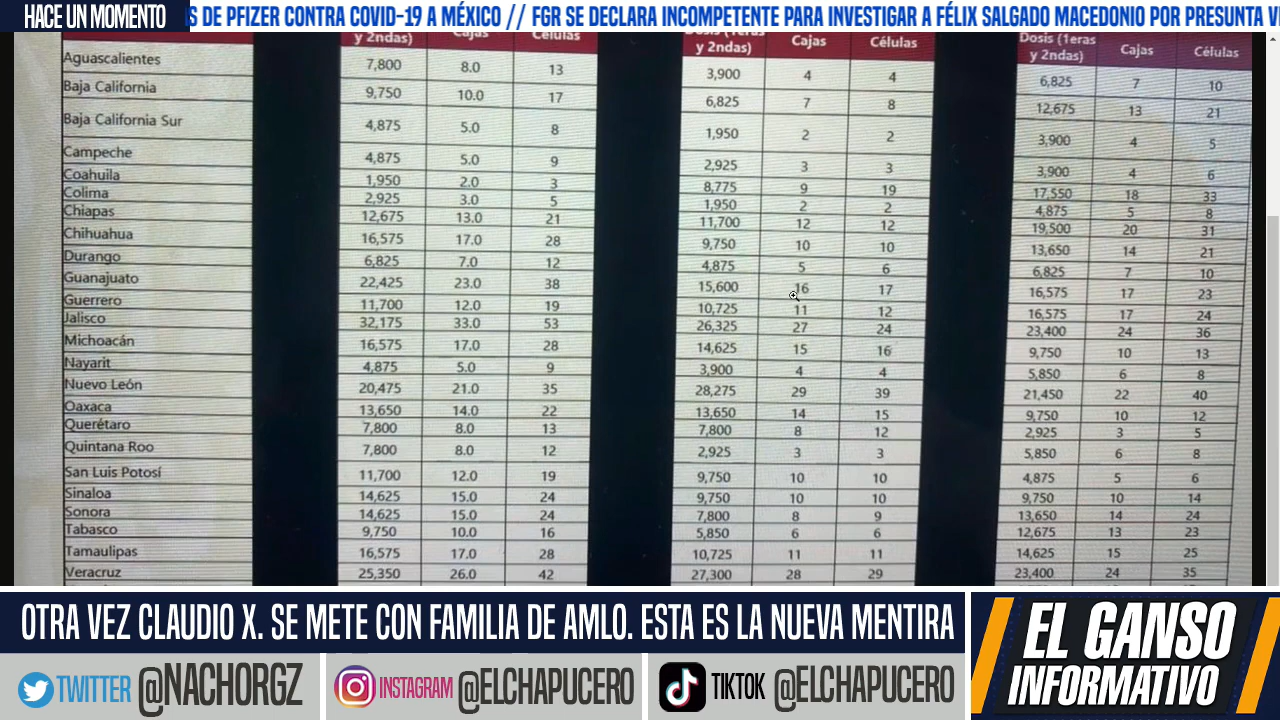 HACE UN MOMENTO
S DE PFIZER CONTRA COVID-19 A MÉXICO // FGR SE DECLARA INCOMPETENTE PARA INVESTIGAR A FÉLIX SALGADO MACEDONIO POR PRESUNTA V
y 2ndas) Cajas Células Dosis (1eras y 2ndas) Cajas Células Dosis (1eras y 2ndas) Cajas Células
Aguascalientes 7,800 8.0 13 3,900 4 4 6,825 7 10
Baja California 9,750 10.0 17 6,825 7 8 12,675 13 21
Baja California Sur 4,875 5.0 8 1,950 2 2 3,900 4 5
Campeche 4,875 5.0 9 2,925 3 3 3,900 4 6
Coahuila 1,950 2.0 3 8,775 9 19 17,550 18 33
Colima 2,925 3.0 5 1,950 2 2 4,875 5 8
Chiapas 12,675 13.0 21 11,700 12 12 19,500 20 31
Chihuahua 16,575 17.0 28 9,750 10 10 13,650 14 21
Durango 6,825 7.0 12 4,875 5 6 6,825 7 10
Guanajuato 22,425 23.0 38 15,600 16 17 16,575 17 23
Guerrero 11,700 12.0 19 10,725 11 12 16,575 17 24
Jalisco 32,175 33.0 53 26,325 27 24 23,400 24 36
Michoacán 16,575 17.0 28 14,625 15 16 9,750 10 13
Nayarit 4,875 5.0 9 3,900 4 4 5,850 6 8
Nuevo León 20,475 21.0 35 28,275 29 39 21,450 22 40
Oaxaca 13,650 14.0 22 13,650 14 15 9,750 10 12
Querétaro 7,800 8.0 13 7,800 8 12 2,925 3 5
Quintana Roo 7,800 8.0 12 2,925 3 3 5,850 6 8
San Luis Potosí 11,700 12.0 19 9,750 10 10 4,875 5 6
Sinaloa 14,625 15.0 24 9,750 10 10 9,750 10 14
Sonora 14,625 15.0 24 7,800 8 9 13,650 14 24
Tabasco 9,750 10.0 16 5,850 6 6 12,675 13 23
Tamaulipas 16,575 17.0 28 10,725 11 11 14,625 15 25
Veracruz 25,350 26.0 42 27,300 28 29 23,400 24 35
OTRA VEZ CLAUDIO X. SE METE CON FAMILIA DE AMLO. ESTA ES LA NUEVA MENTIRA
EL GANSO
INFORMATIVO
TWITTER @NACHORGZ INSTAGRAM @ELCHAPUCERO TIKTOK @ELCHAPUCERO